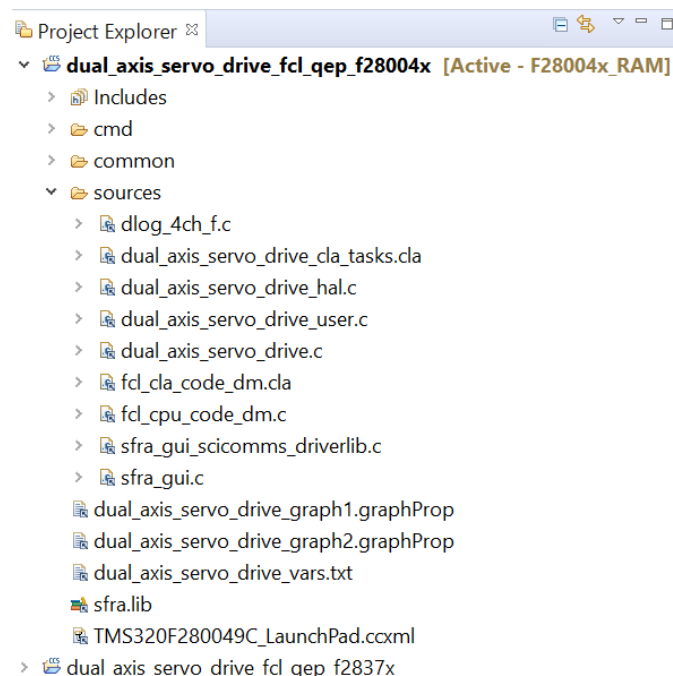 Project Explorer
dual_axis_servo_drive_fcl_qep_f28004x [Active - F28004x_RAM]
Includes
cmd
common
sources
dlog_4ch_f.c
dual_axis_servo_drive_cla_tasks.cla
dual_axis_servo_drive_hal.c
dual_axis_servo_drive_user.c
dual_axis_servo_drive.c
fcl_cla_code_dm.cla
fcl_cpu_code_dm.c
sfra_gui_scicomms_driverlib.c
sfra_gui.c
dual_axis_servo_drive_graph1.graphProp
dual_axis_servo_drive_graph2.graphProp
dual_axis_servo_drive_vars.txt
sfra.lib
TMS320F280049C_LaunchPad.ccxml
dual_axis_servo_drive_fcl_qep_f2837x